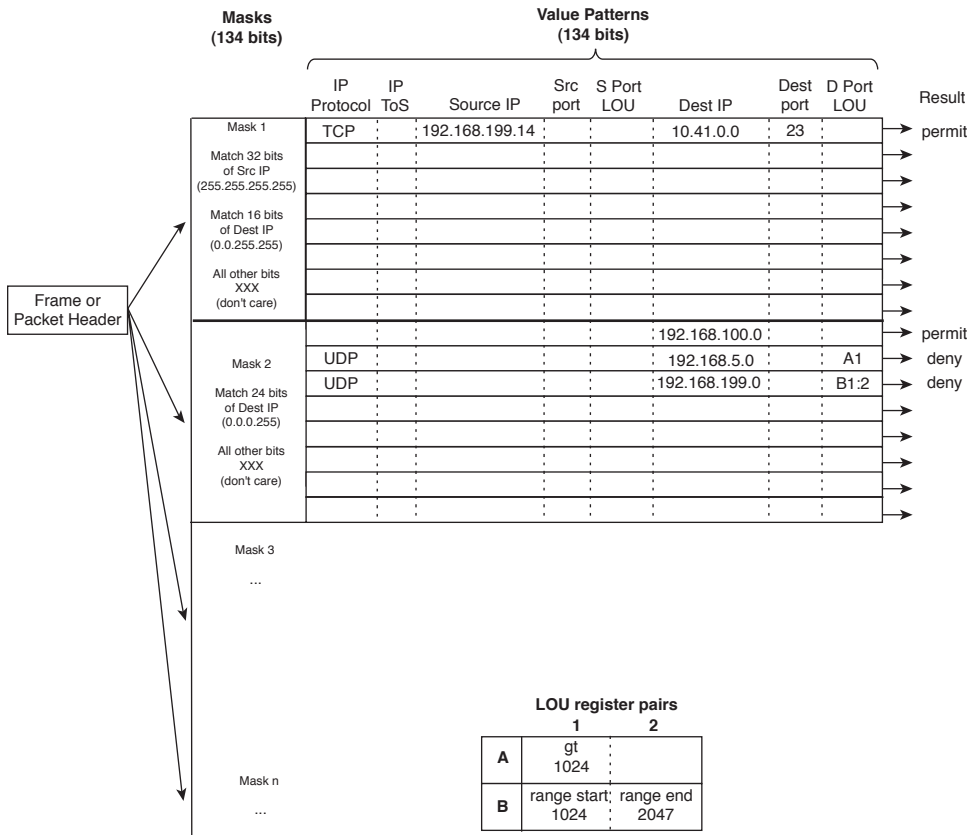 Masks
(134 bits)
Value Patterns
(134 bits)
IP Protocol
IP ToS
Source IP
Src port
S Port LOU
Dest IP
Dest port
D Port LOU
Result
Mask 1
Match 32 bits
of Src IP
(255.255.255.255)
Match 16 bits
of Dest IP
(0.0.255.255)
All other bits
XXX
(don't care)
TCP 192.168.199.14 10.41.0.0 23 permit
Frame or
Packet Header
Mask 2
Match 24 bits
of Dest IP
(0.0.0.255)
All other bits
XXX
(don't care)
192.168.100.0 permit
UDP 192.168.5.0 A1 deny
UDP 192.168.199.0 B1:2 deny
Mask 3
...
Mask n
...
LOU register pairs
1 2
A gt
1024
B range start range end
1024 2047